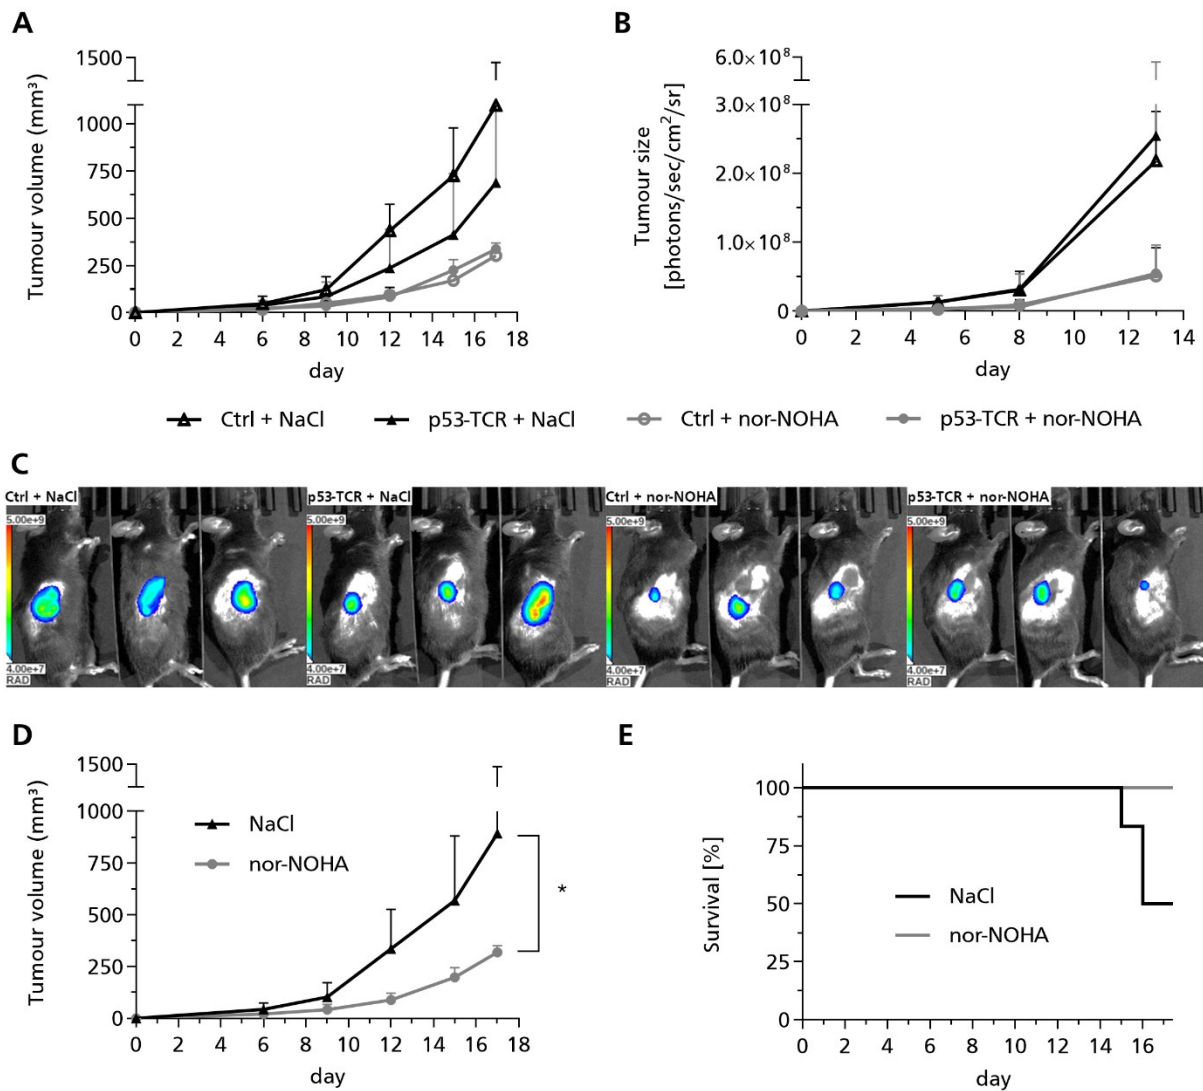 A
Tumour volume (mm³)
1500
1000
750
500
250
0
0 2 4 6 8 10 12 14 16 18
day
B
Tumour size
[photons/sec/cm²/sr]
6.0×10⁸
3.0×10⁸
2.0×10⁸
1.0×10⁸
0
0 2 4 6 8 10 12 14
day
Ctrl + NaCl p53-TCR + NaCl Ctrl + nor-NOHA p53-TCR + nor-NOHA
C
Ctrl + NaCl
5.00e+9
4.00e+7
RAD
p53-TCR + NaCl
5.00e+9
4.00e+7
RAD
Ctrl + nor-NOHA
5.00e+9
4.00e+7
RAD
p53-TCR + nor-NOHA
5.00e+9
4.00e+7
RAD
D
Tumour volume (mm³)
1500
1000
750
500
250
0
0 2 4 6 8 10 12 14 16 18
day
NaCl
nor-NOHA
*
E
Survival [%]
100
75
50
25
0
0 2 4 6 8 10 12 14 16
day
NaCl
nor-NOHA